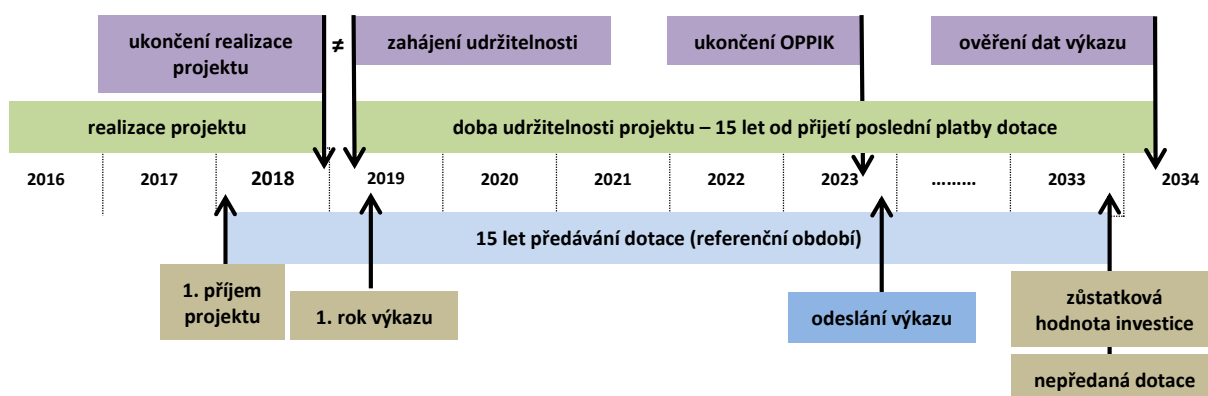 ukončení realizace
projektu
≠
zahájení udržitelnosti
ukončení OPPIK
ověření dat výkazu
realizace projektu
doba udržitelnosti projektu – 15 let od přijetí poslední platby dotace
2016 2017 2018 2019 2020 2021 2022 2023 ……… 2033 2034
15 let předávání dotace (referenční období)
1. příjem
projektu
1. rok výkazu
odeslání výkazu
zůstatková
hodnota investice
nepředaná dotace